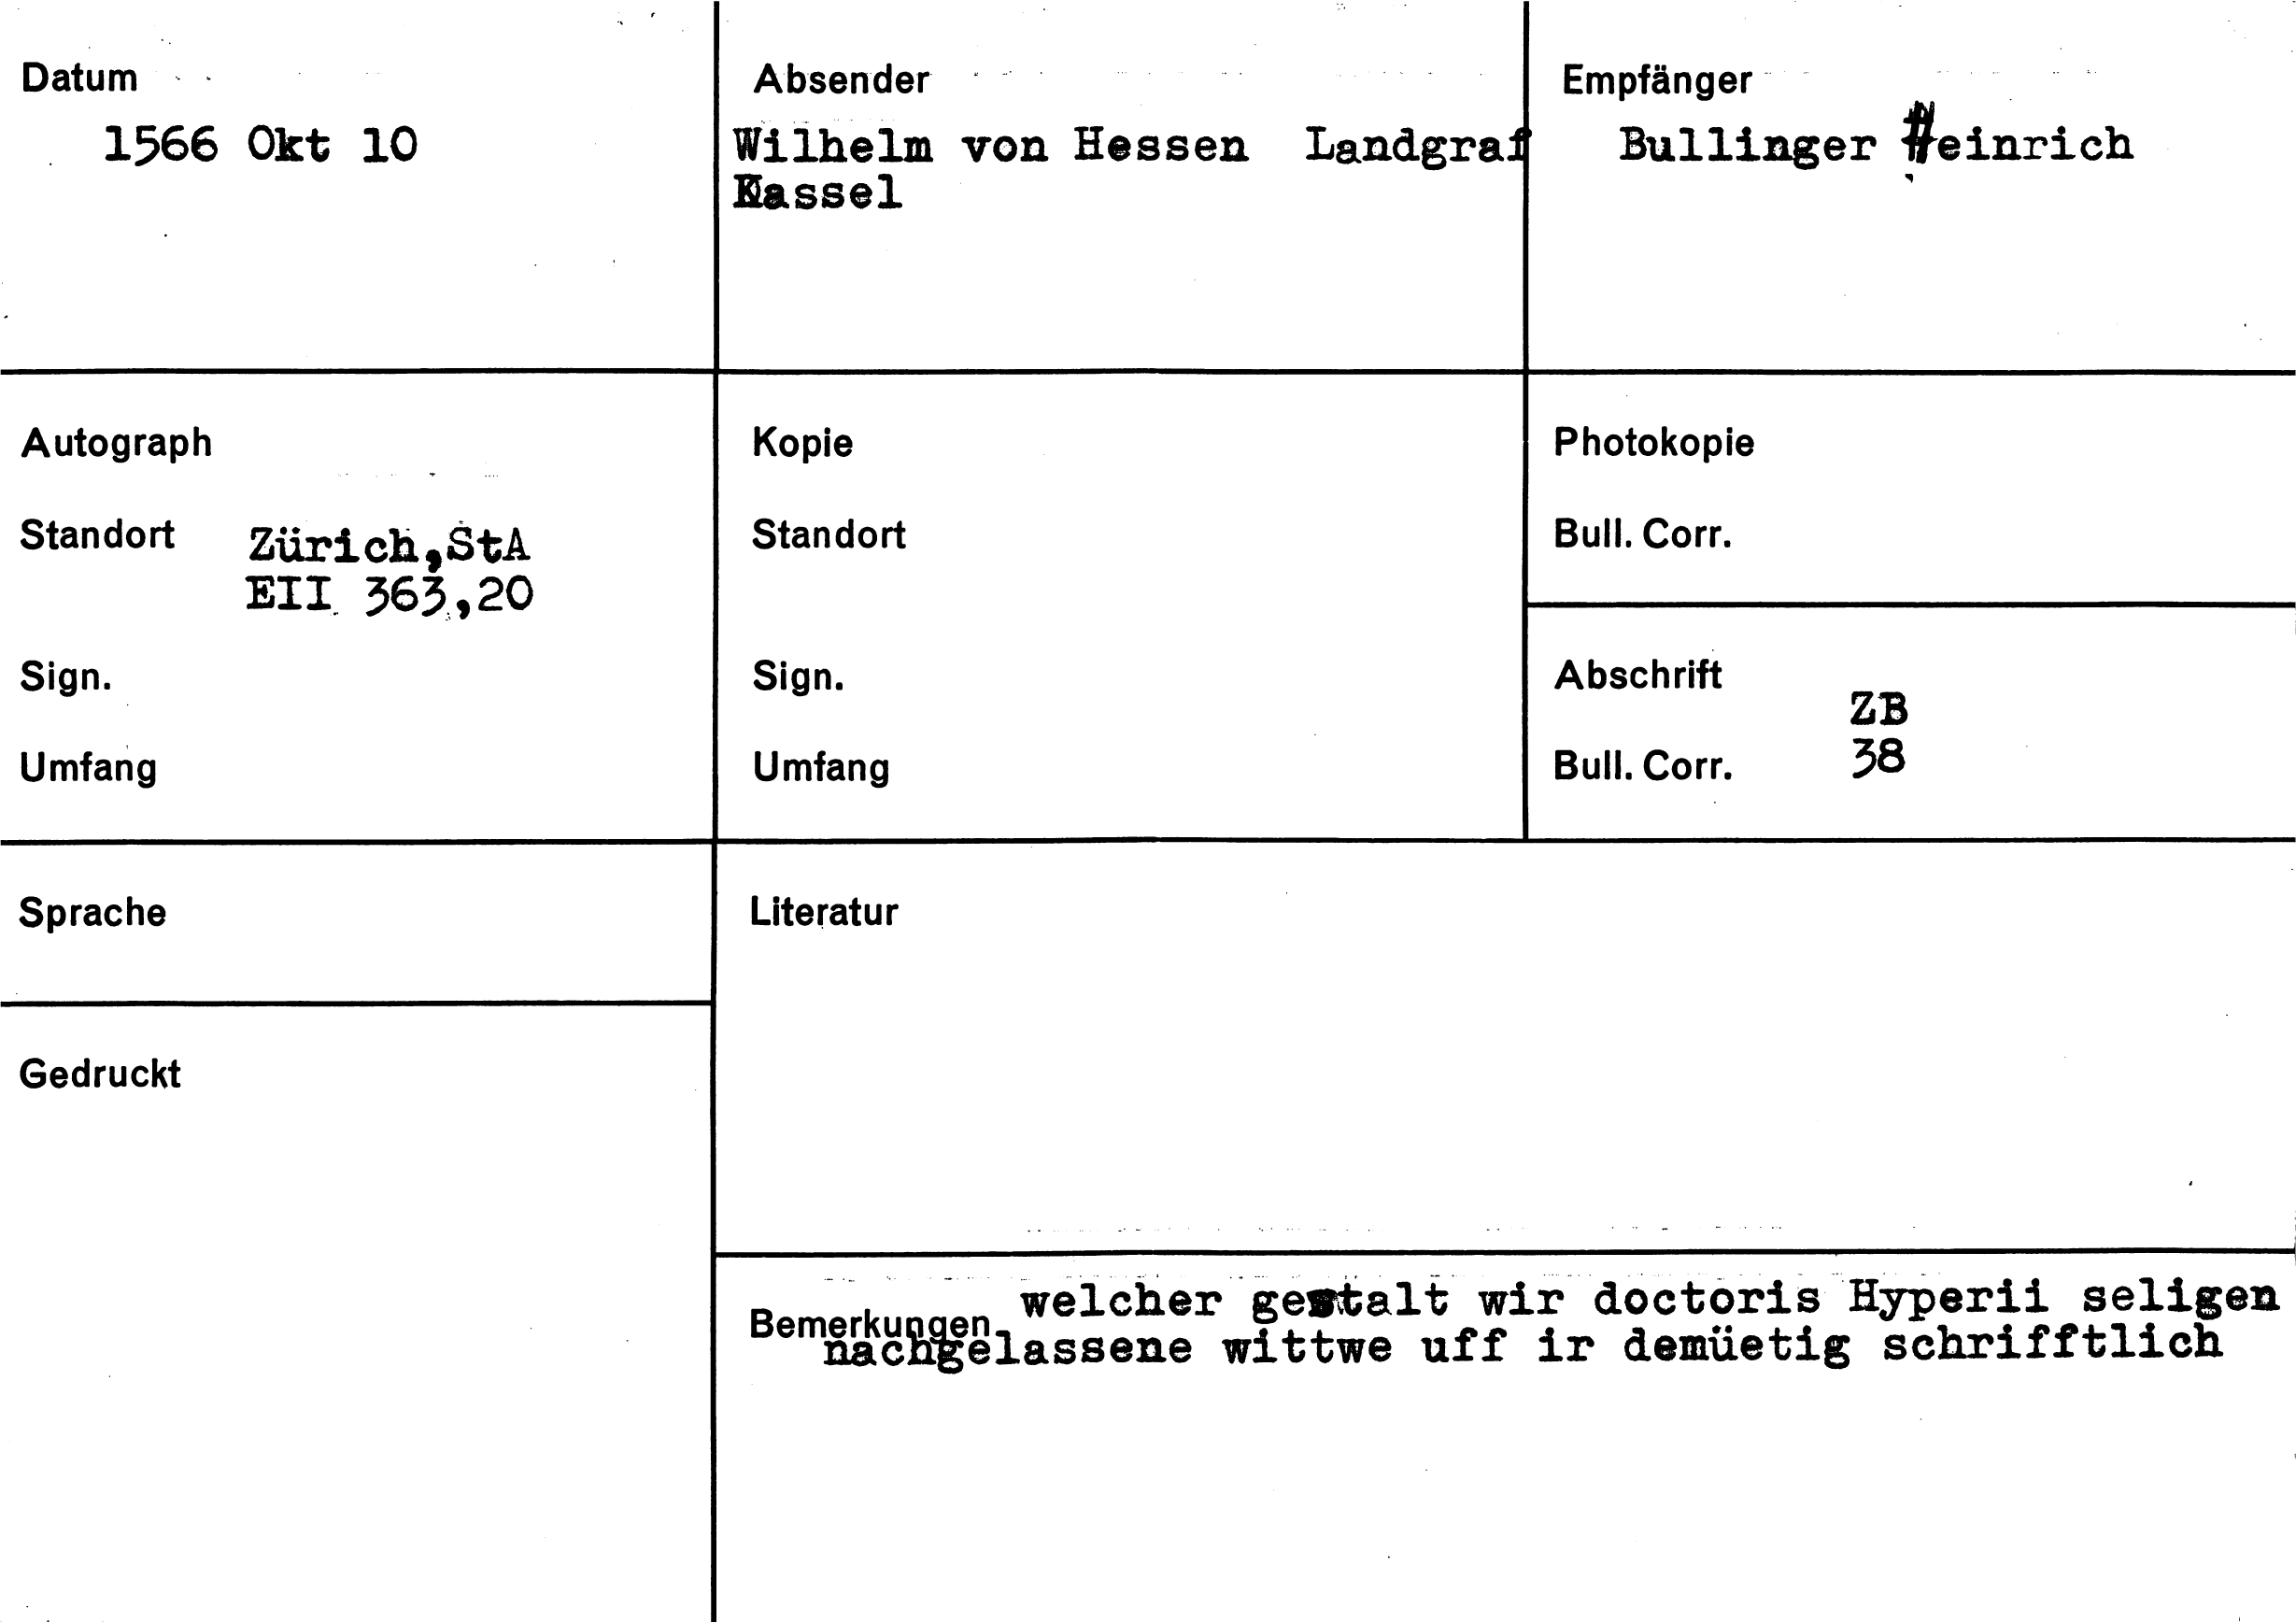 Datum
1566 Okt 10
Absender
Wilhelm von Hessen Landgraf
Kassel
Empfänger
Bullinger Heinrich
Autograph
Standort Zürich,StA
EII 363,20
Sign.
Umfang
Kopie
Standort
Sign.
Umfang
Photokopie
Bull. Corr.
Abschrift
ZB
Bull. Corr. 38
Sprache
Gedruckt
Literatur
Bemerkungen welcher gestalt wir doctoris Hyperii seligen
nachgelassene wittwe uff ir demüetig schrifftlich